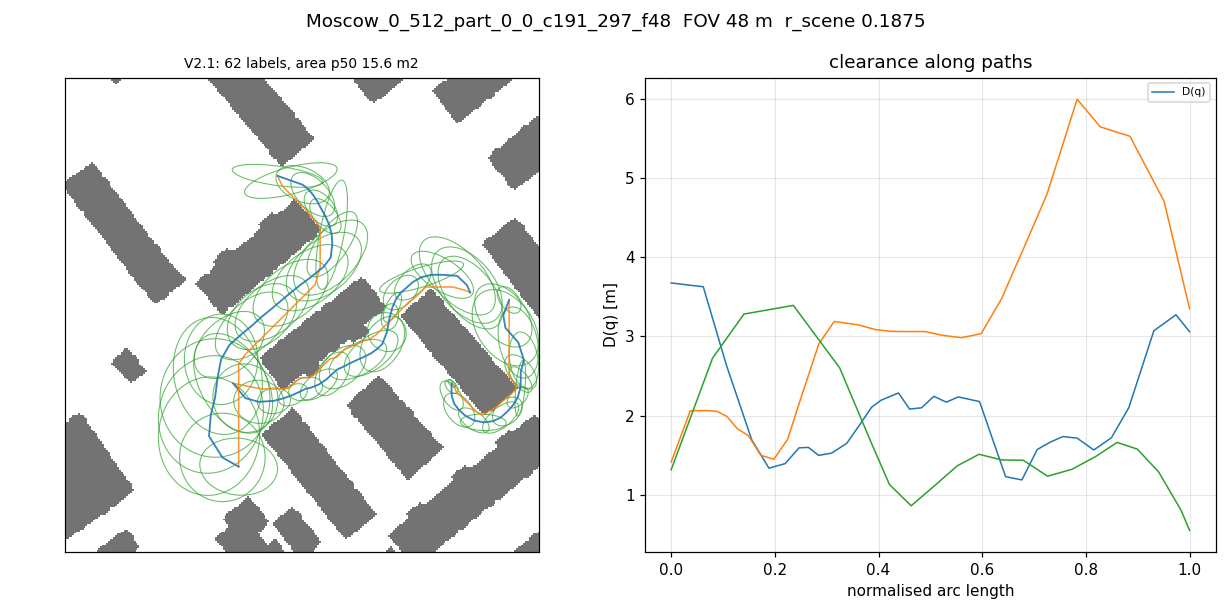 Moscow_0_512_part_0_0_c191_297_f48 FOV 48 m r_scene 0.1875
V2.1: 62 labels, area p50 15.6 m2
clearance along paths
D(q)
6
5
4
3
2
1
D(q) [m]
0.0 0.2 0.4 0.6 0.8 1.0
normalised arc length